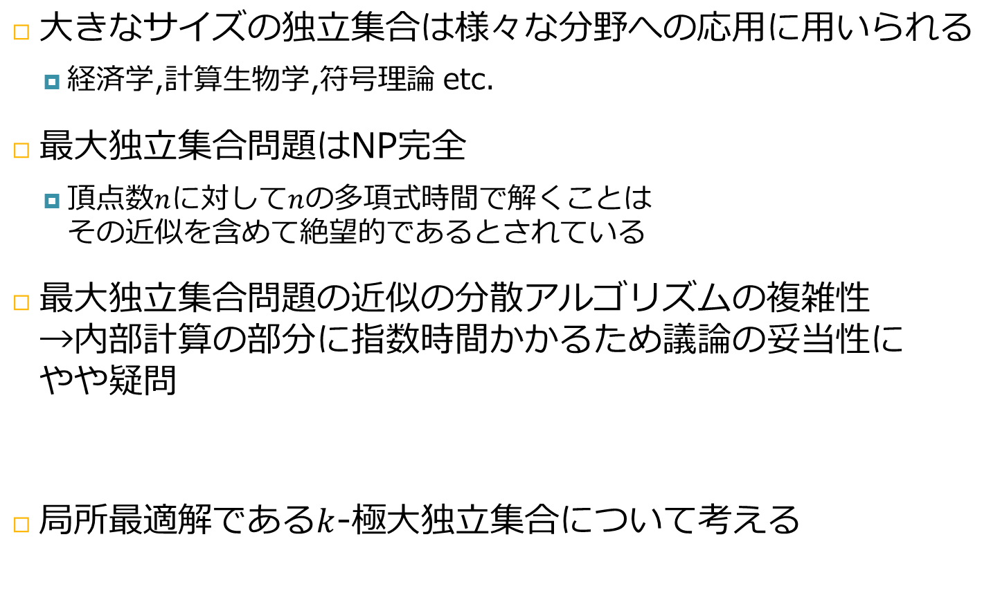 大きなサイズの独立集合は様々な分野への応用に用いられる
経済学,計算生物学,符号理論 etc.
最大独立集合問題はNP完全
頂点数nに対してnの多項式時間で解くことは
その近似を含めて絶望的であるとされている
最大独立集合問題の近似の分散アルゴリズムの複雑性
→内部計算の部分に指数時間かかるため議論の妥当性に
やや疑問
局所最適解であるk-極大独立集合について考える